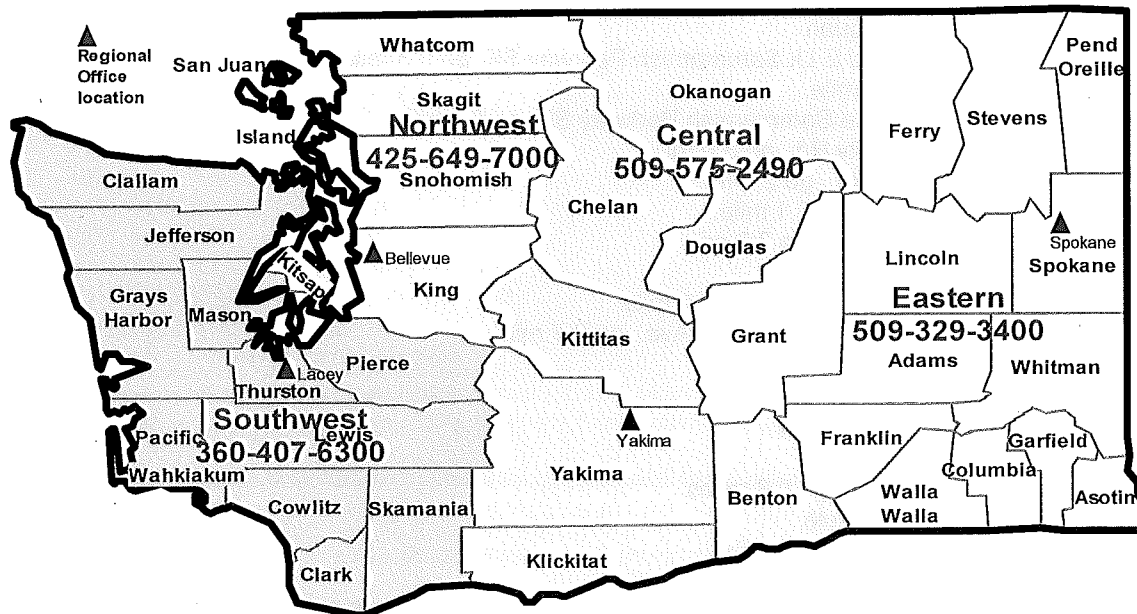 Regional
Office
location
Whatcom
San Juan
Skagit
Island
Northwest
425-649-7000
Snohomish
Okanogan
Central
509-575-2490
Pend
Oreille
Stevens
Ferry
Clallam
Jefferson
Chelan
Douglas
Bellevue
Kitsap
King
Grays
Harbor
Mason
Lincoln
Spokane
Spokane
Eastern
509-329-3400
Kittitas
Grant
Adams
Whitman
Pierce
Lacey
Thurston
Southwest
360-407-6300
Pacific
Lewis
Wahkiakum
Yakima
Yakima
Franklin
Garfield
Columbia
Asotin
Walla
Walla
Benton
Cowlitz
Skamania
Klickitat
Clark